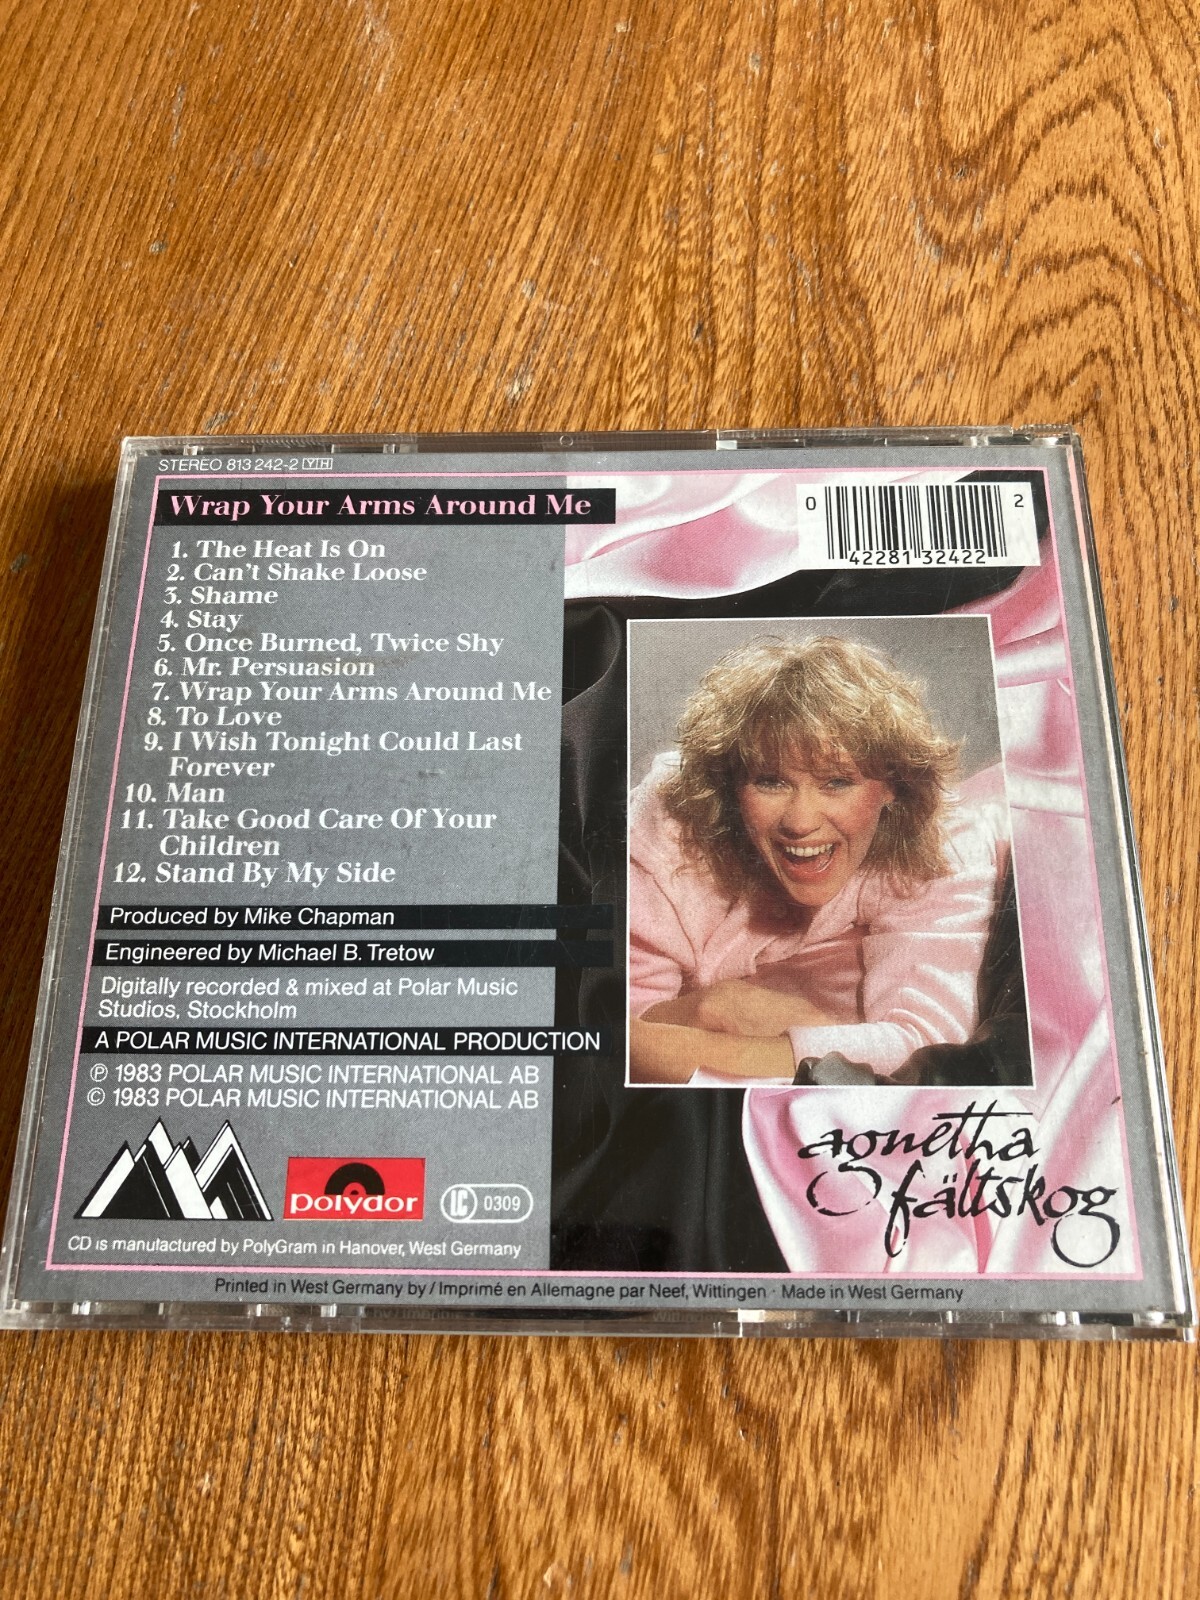 STEREO 813 242-2 YH
Wrap Your Arms Around Me
1. The Heat Is On
2. Can't Shake Loose
3. Shame
4. Stay
5. Once Burned, Twice Shy
6. Mr. Persuasion
7. Wrap Your Arms Around Me
8. To Love
9. I Wish Tonight Could Last
Forever
10. Man
11. Take Good Care Of Your
Children
12. Stand By My Side
Produced by Mike Chapman
Engineered by Michael B. Tretow
Digitally recorded & mixed at Polar Music
Studios, Stockholm
A POLAR MUSIC INTERNATIONAL PRODUCTION
℗ 1983 POLAR MUSIC INTERNATIONAL AB
© 1983 POLAR MUSIC INTERNATIONAL AB
polydor
LC 0309
CD is manufactured by PolyGram in Hanover, West Germany
0 42281 32422 2
agnetha
fältskog
Printed in West Germany by / Imprimé en Allemagne par Neef, Wittingen · Made in West Germany